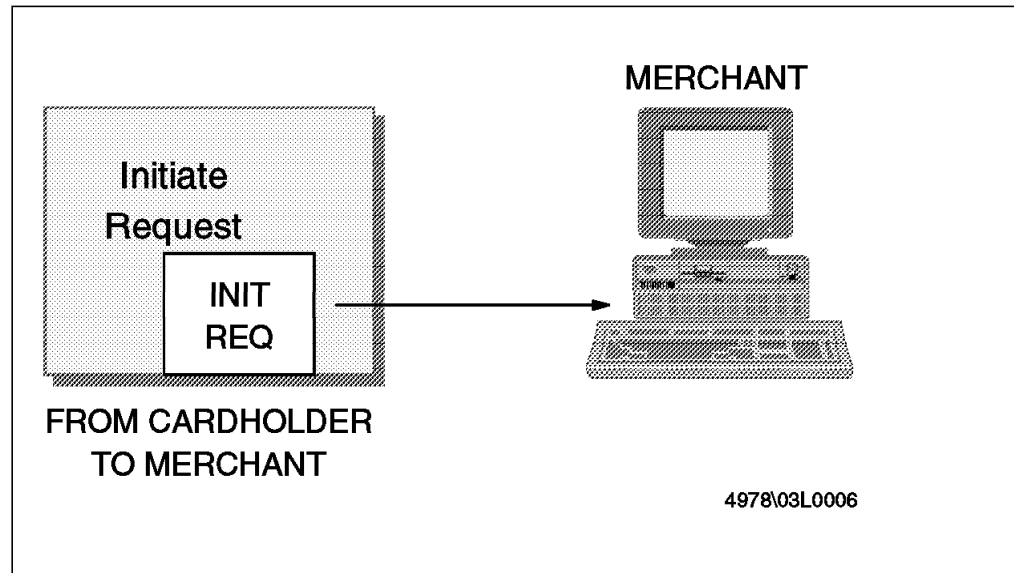 MERCHANT
Initiate
Request
INIT
REQ
FROM CARDHOLDER
TO MERCHANT
4978\03L0006